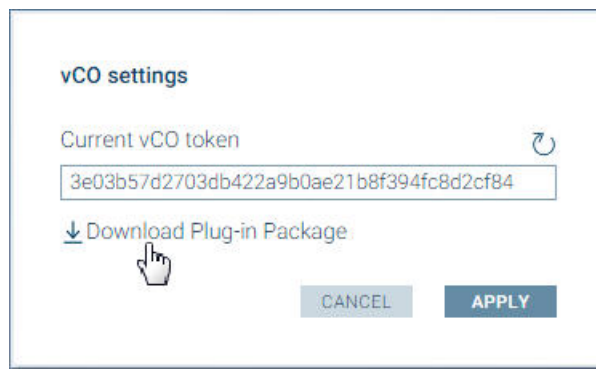 vCO settings
Current vCO token
3e03b57d2703db422a9b0ae21b8f394fc8d2cf84
Download Plug-in Package
CANCEL APPLY